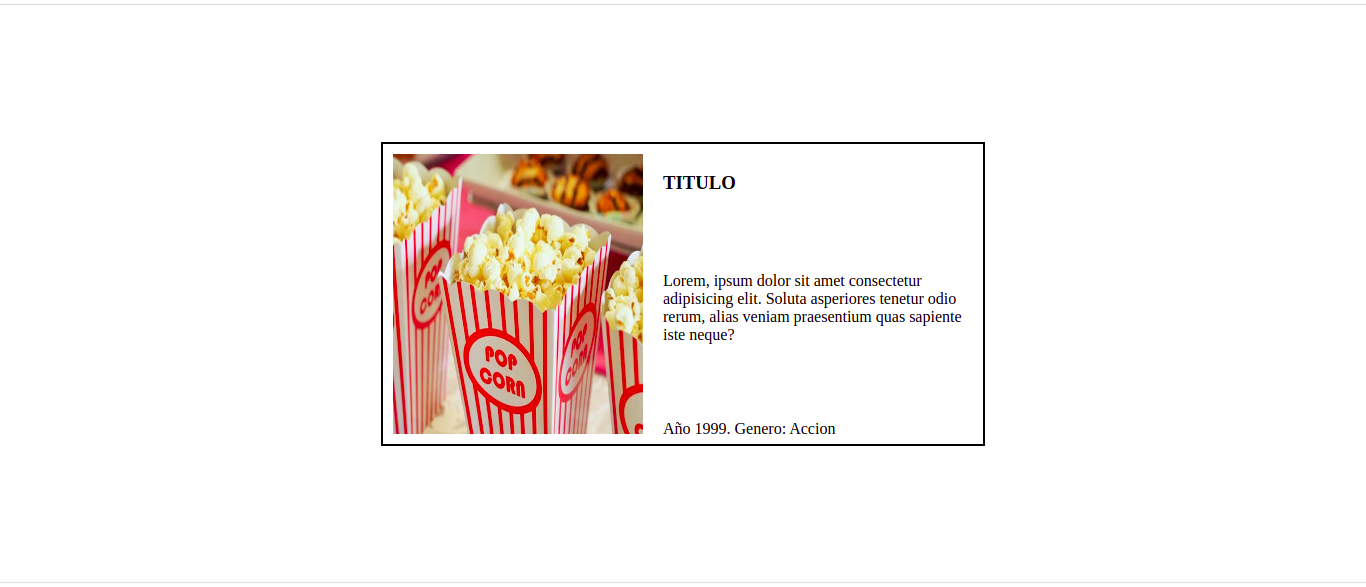 TITULO
Lorem, ipsum dolor sit amet consectetur
adipisicing elit. Soluta asperiores tenetur odio
rerum, alias veniam praesentium quas sapiente
iste neque?
Año 1999. Genero: Accion
POP
COR
POP
CORN
POP
CORN